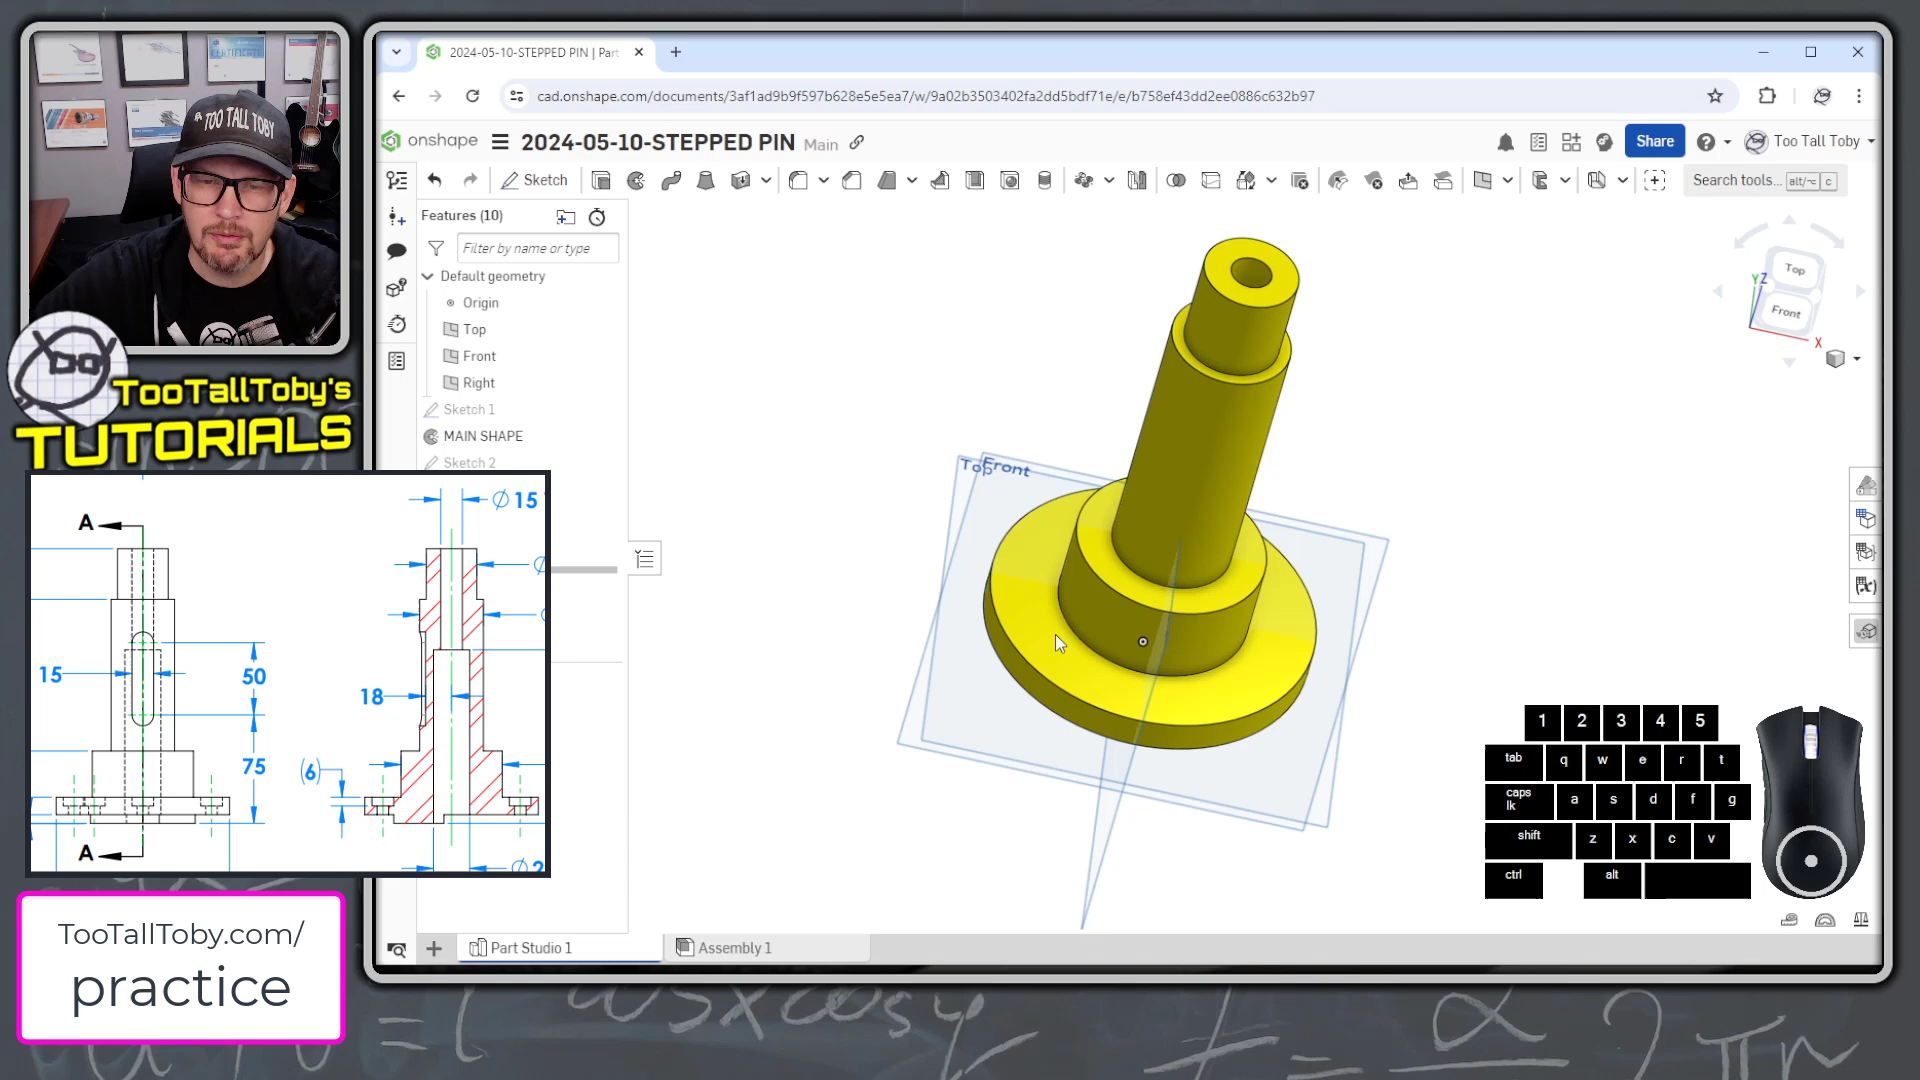 TOO TALL TOBY
CERTIFICATE
TooTallToby's
TUTORIALS
A
Ø 15
15
50
18
75
(6)
A
Ø 2
TooTallToby.com/
practice
2024-05-10-STEPPED PIN | Part
cad.onshape.com/documents/3af1ad9b9f597b628e5e5ea7/w/9a02b3503402fa2dd5bdf71e/e/b758ef43dd2ee0886c632b97
onshape
2024-05-10-STEPPED PIN Main
Share
Too Tall Toby
Sketch
Search tools... alt/⌥ c
Features (10)
Filter by name or type
Default geometry
Origin
Top
Front
Right
Sketch 1
MAIN SHAPE
Sketch 2
Top
Front
Top
Front
Y
Z
X
1 2 3 4 5
tab q w e r t
caps lk a s d f g
shift z x c v
ctrl alt
Part Studio 1
Assembly 1